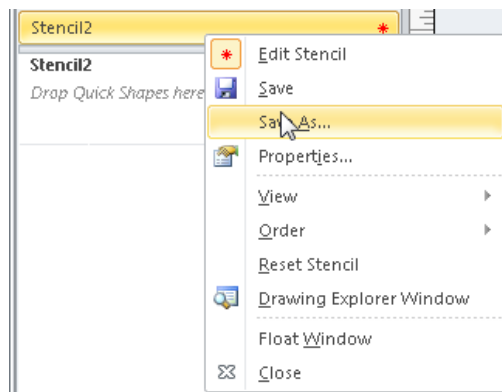 Stencil2
Stencil2
Drop Quick Shapes here
Edit Stencil
Save
Save As...
Properties...
View
Order
Reset Stencil
Drawing Explorer Window
Float Window
Close